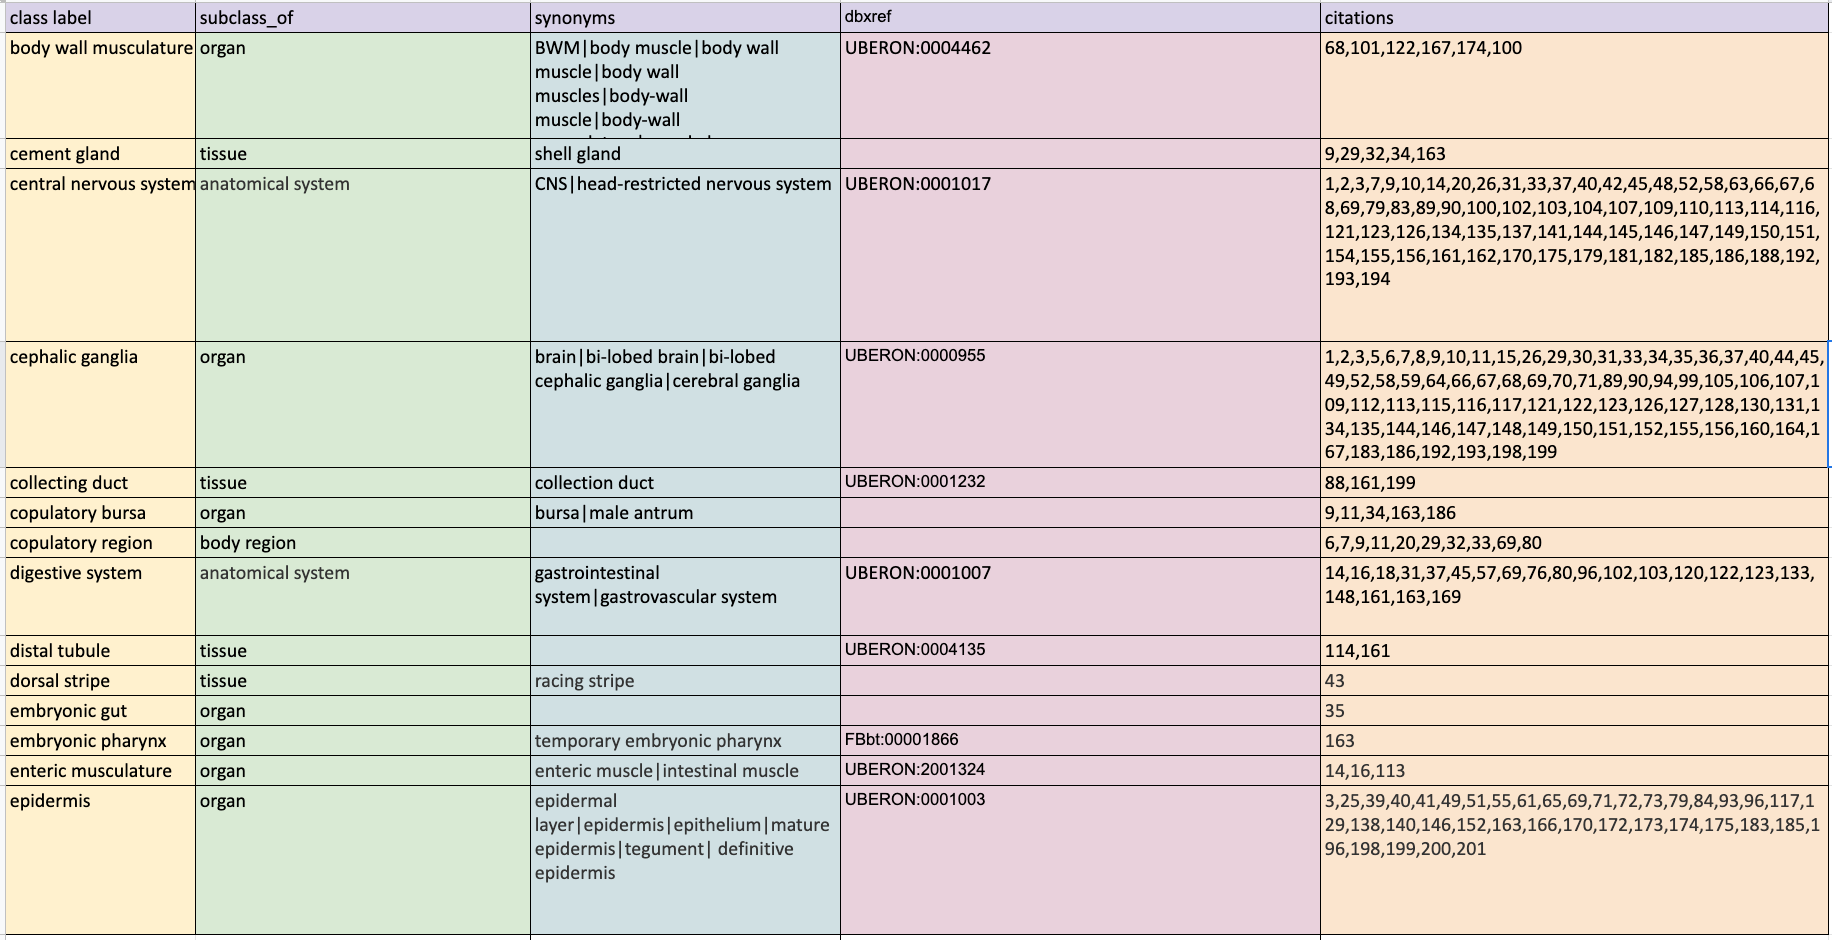 class label subclass_of synonyms dbxref citations
body wall musculature organ BWM|body muscle|body wall UBERON:0004462 68,101,122,167,174,100
muscle|body wall
muscles|body-wall
muscle|body-wall
cement gland tissue shell gland 9,29,32,34,163
central nervous system anatomical system CNS|head-restricted nervous system UBERON:0001017 1,2,3,7,9,10,14,20,26,31,33,37,40,42,45,48,52,58,63,66,67,6
8,69,79,83,89,90,100,102,103,104,107,109,110,113,114,116,
121,123,126,134,135,137,141,144,145,146,147,149,150,151,
154,155,156,161,162,170,175,179,181,182,185,186,188,192,
193,194
cephalic ganglia organ brain|bi-lobed brain|bi-lobed UBERON:0000955 1,2,3,5,6,7,8,9,10,11,15,26,29,30,31,33,34,35,36,37,40,44,45,
cephalic ganglia|cerebral ganglia 49,52,58,59,64,66,67,68,69,70,71,89,90,94,99,105,106,107,1
09,112,113,115,116,117,121,122,123,126,127,128,130,131,1
34,135,144,146,147,148,149,150,151,152,155,156,160,164,1
67,183,186,192,193,198,199
collecting duct tissue collection duct UBERON:0001232 88,161,199
copulatory bursa organ bursa|male antrum 9,11,34,163,186
copulatory region body region 6,7,9,11,20,29,32,33,69,80
digestive system anatomical system gastrointestinal UBERON:0001007 14,16,18,31,37,45,57,69,76,80,96,102,103,120,122,123,133,
system|gastrovascular system 148,161,163,169
distal tubule tissue UBERON:0004135 114,161
dorsal stripe tissue racing stripe 43
embryonic gut organ 35
embryonic pharynx organ temporary embryonic pharynx FBbt:00001866 163
enteric musculature organ enteric muscle|intestinal muscle UBERON:2001324 14,16,113
epidermis organ epidermal UBERON:0001003 3,25,39,40,41,49,51,55,61,65,69,71,72,73,79,84,93,96,117,1
layer|epidermis|epithelium|mature 29,138,140,146,152,163,166,170,172,173,174,175,183,185,1
epidermis|tegument| definitive 96,198,199,200,201
epidermis